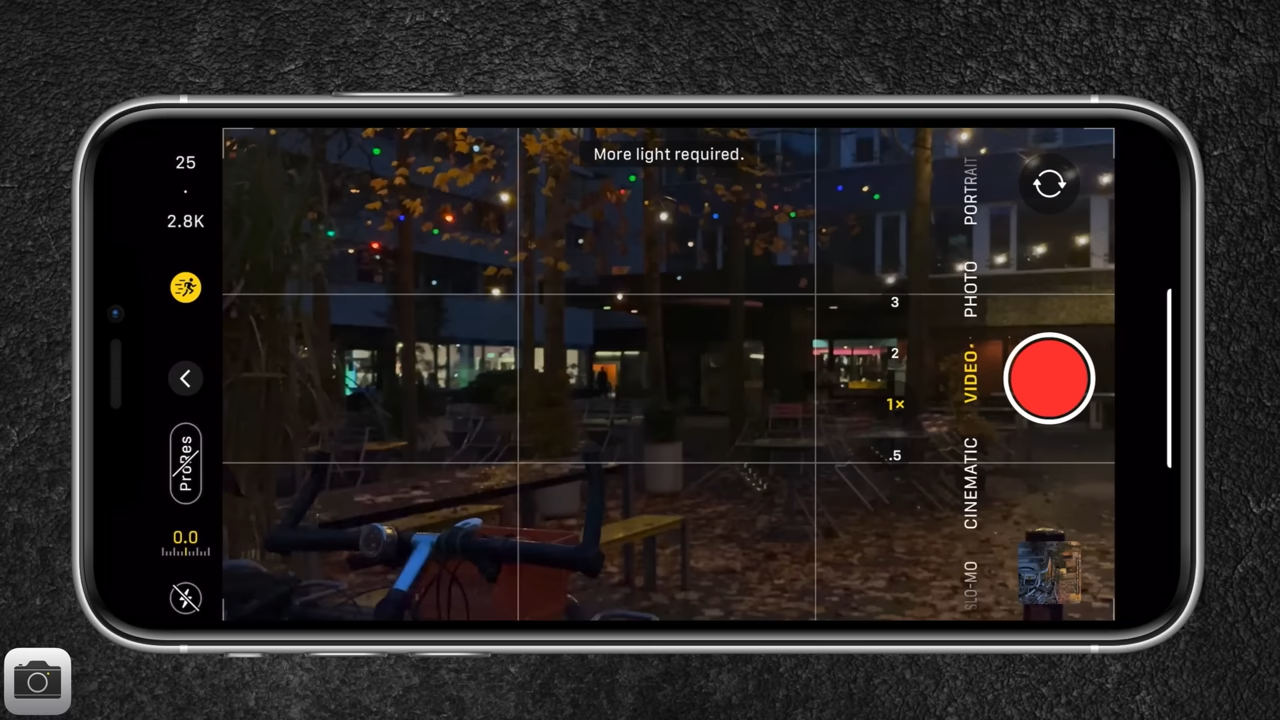 25
·
2.8K
ProRes
0.0
More light required.
3
2
1×
.5
PORTRAIT
PHOTO
VIDEO
CINEMATIC
SLO-MO